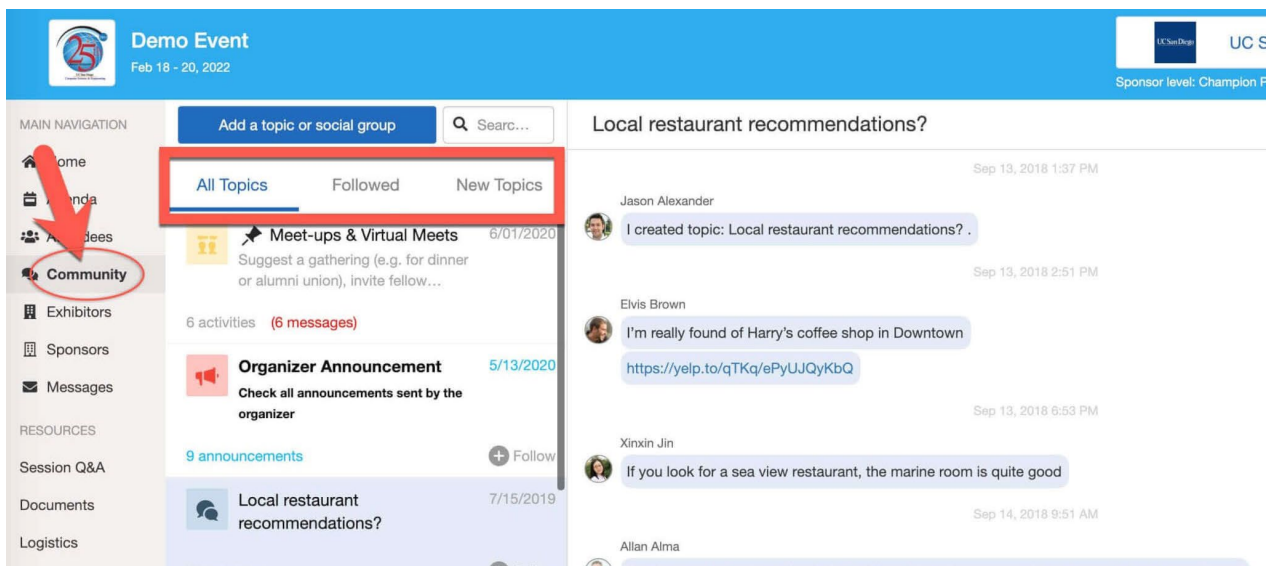 25
Demo Event
Feb 18 - 20, 2022
UC San Diego
UC S
Sponsor level: Champion P
MAIN NAVIGATION
Home
Agenda
Attendees
Community
Exhibitors
Sponsors
Messages
RESOURCES
Session Q&A
Documents
Logistics
Add a topic or social group
Searc...
All Topics
Followed
New Topics
Meet-ups & Virtual Meets
6/01/2020
Suggest a gathering (e.g. for dinner
or alumni union), invite fellow...
6 activities (6 messages)
Organizer Announcement
5/13/2020
Check all announcements sent by the
organizer
9 announcements
Follow
Local restaurant
recommendations?
7/15/2019
Local restaurant recommendations?
Sep 13, 2018 1:37 PM
Jason Alexander
I created topic: Local restaurant recommendations? .
Sep 13, 2018 2:51 PM
Elvis Brown
I'm really found of Harry's coffee shop in Downtown
https://yelp.to/qTKq/ePyUJQyKbQ
Sep 13, 2018 6:53 PM
Xinxin Jin
If you look for a sea view restaurant, the marine room is quite good
Sep 14, 2018 9:51 AM
Allan Alma